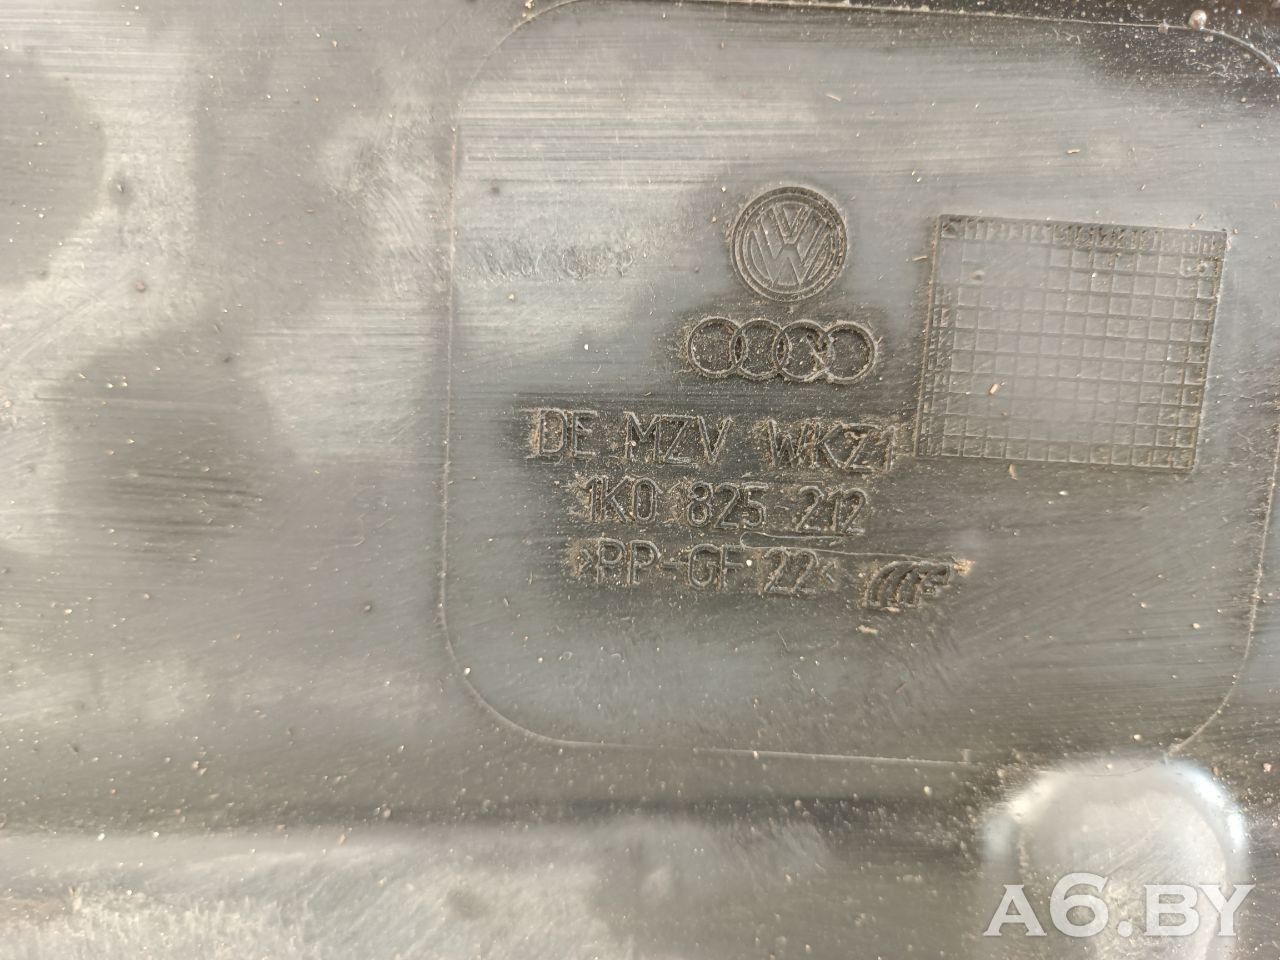 DE MZV WKZ1
1K0 825 212
>PP-GF 22<
A6.BY